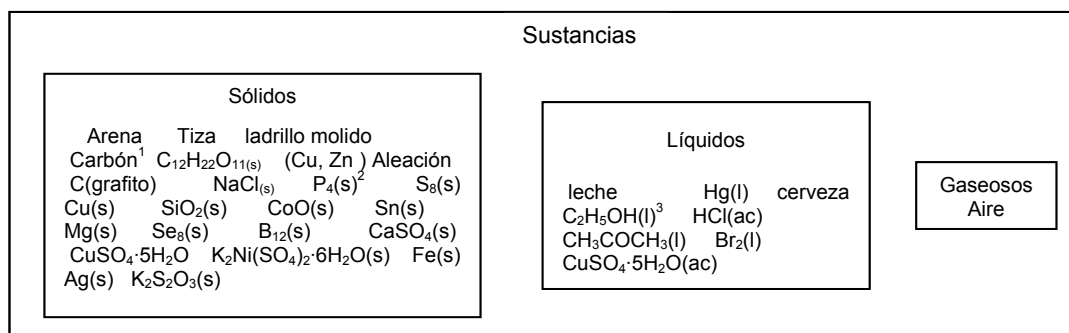 Sustancias
Sólidos
Arena Tiza ladrillo molido
Carbón¹ C₁₂H₂₂O₁₁₍ₛ₎ (Cu, Zn ) Aleación
C(grafito) NaCl₍ₛ₎ P₄(s)² S₈(s)
Cu(s) SiO₂(s) CoO(s) Sn(s)
Mg(s) Se₈(s) B₁₂(s) CaSO₄(s)
CuSO₄·5H₂O K₂Ni(SO₄)₂·6H₂O(s) Fe(s)
Ag(s) K₂S₂O₃(s)
Líquidos
leche Hg(l) cerveza
C₂H₅OH(l)³ HCl(ac)
CH₃COCH₃(l) Br₂(l)
CuSO₄·5H₂O(ac)
Gaseosos
Aire